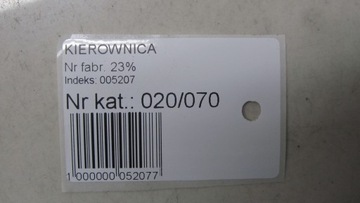 KIEROWNICA
Nr fabr. 23%
Indeks: 005207
Nr kat.: 020/070
1 000000 052077